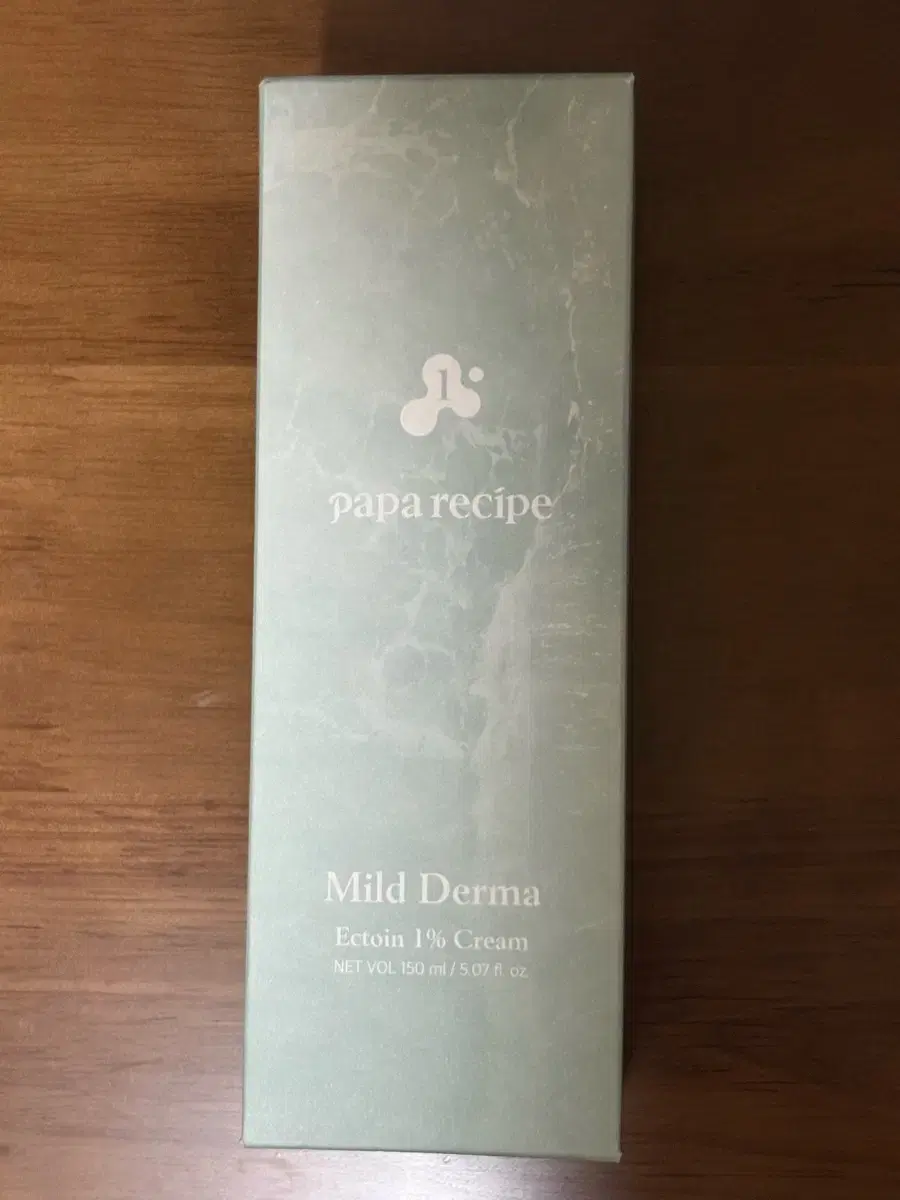 1
papa recipe
Mild Derma
Ectoin 1% Cream
NET VOL 150 ml / 5.07 fl. oz.